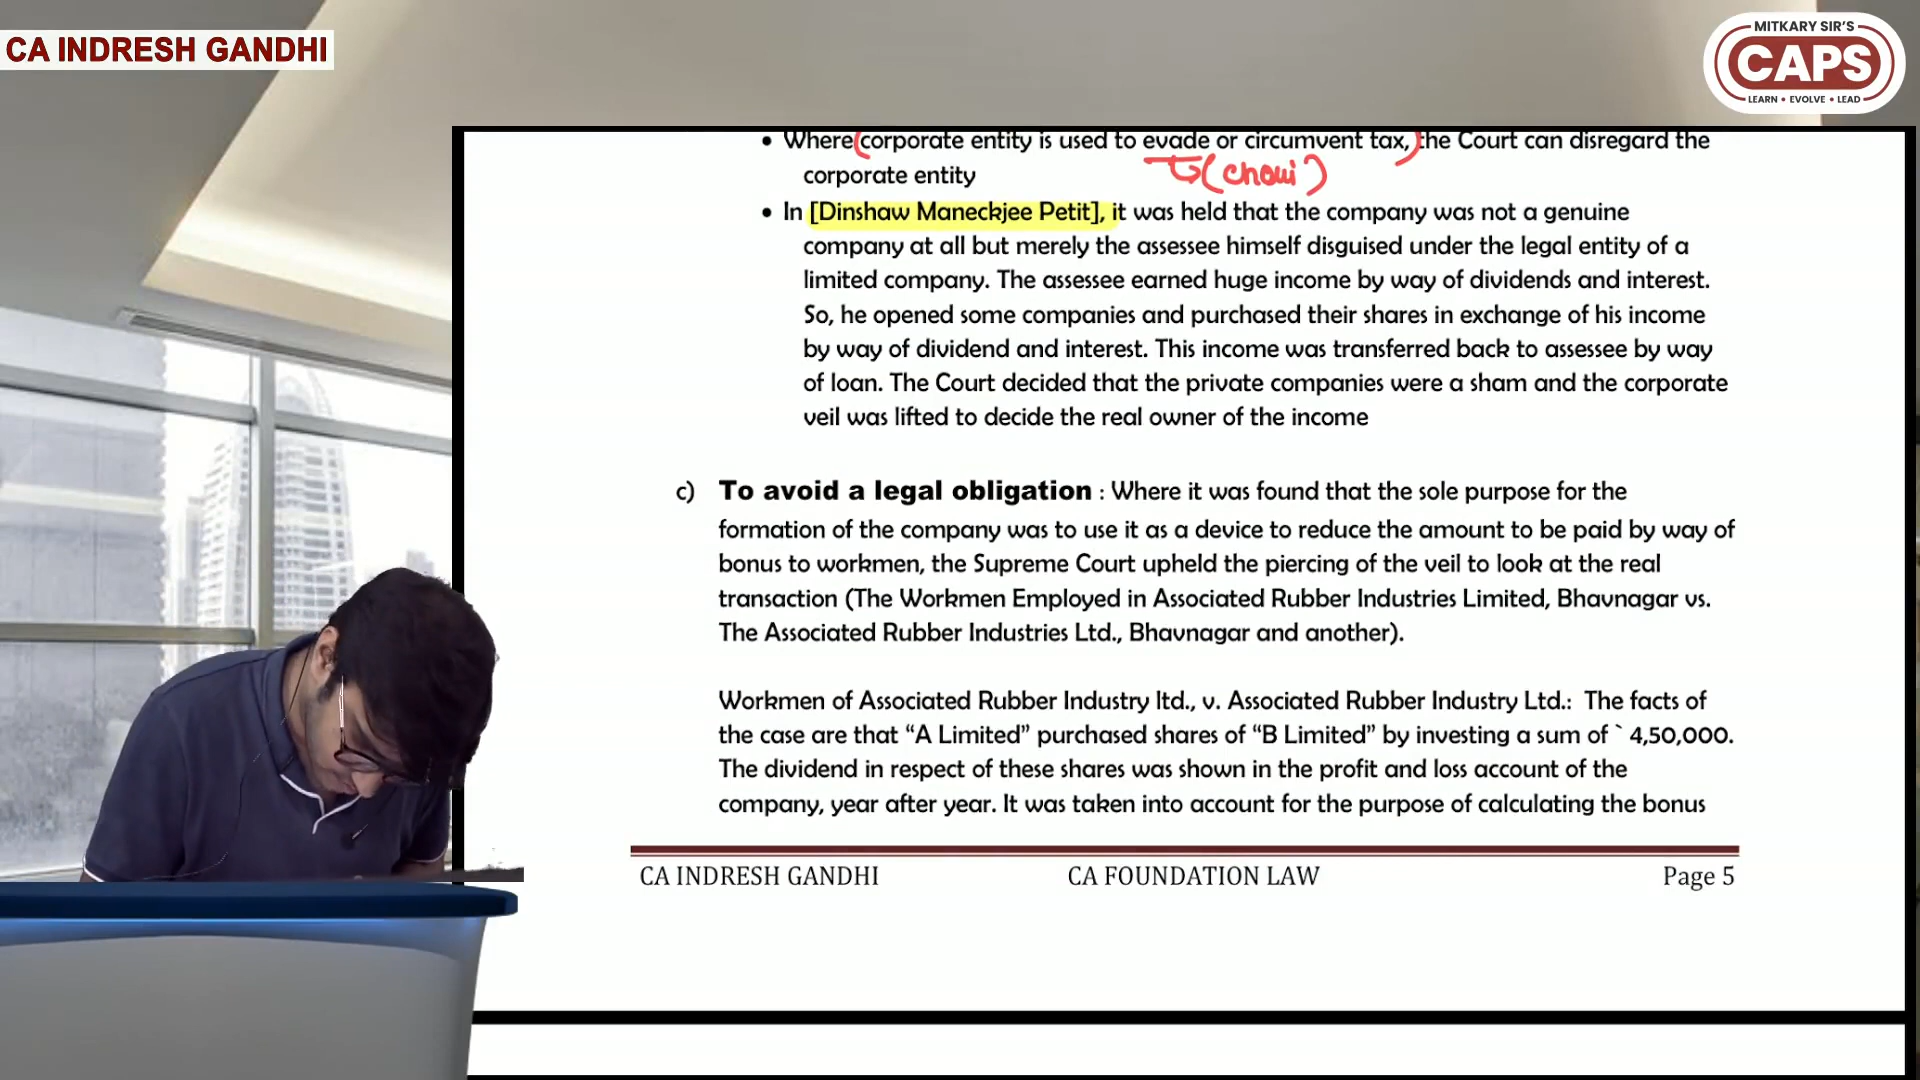 CA INDRESH GANDHI
MITKARY SIR'S
CAPS
LEARN • EVOLVE • LEAD
• Where (corporate entity is used to evade or circumvent tax,) the Court can disregard the
corporate entity
• In [Dinshaw Maneckjee Petit], it was held that the company was not a genuine
company at all but merely the assessee himself disguised under the legal entity of a
limited company. The assessee earned huge income by way of dividends and interest.
So, he opened some companies and purchased their shares in exchange of his income
by way of dividend and interest. This income was transferred back to assessee by way
of loan. The Court decided that the private companies were a sham and the corporate
veil was lifted to decide the real owner of the income
c) To avoid a legal obligation : Where it was found that the sole purpose for the
formation of the company was to use it as a device to reduce the amount to be paid by way of
bonus to workmen, the Supreme Court upheld the piercing of the veil to look at the real
transaction (The Workmen Employed in Associated Rubber Industries Limited, Bhavnagar vs.
The Associated Rubber Industries Ltd., Bhavnagar and another).
Workmen of Associated Rubber Industry ltd., v. Associated Rubber Industry Ltd.: The facts of
the case are that “A Limited” purchased shares of “B Limited” by investing a sum of ` 4,50,000.
The dividend in respect of these shares was shown in the profit and loss account of the
company, year after year. It was taken into account for the purpose of calculating the bonus
CA INDRESH GANDHI CA FOUNDATION LAW Page 5